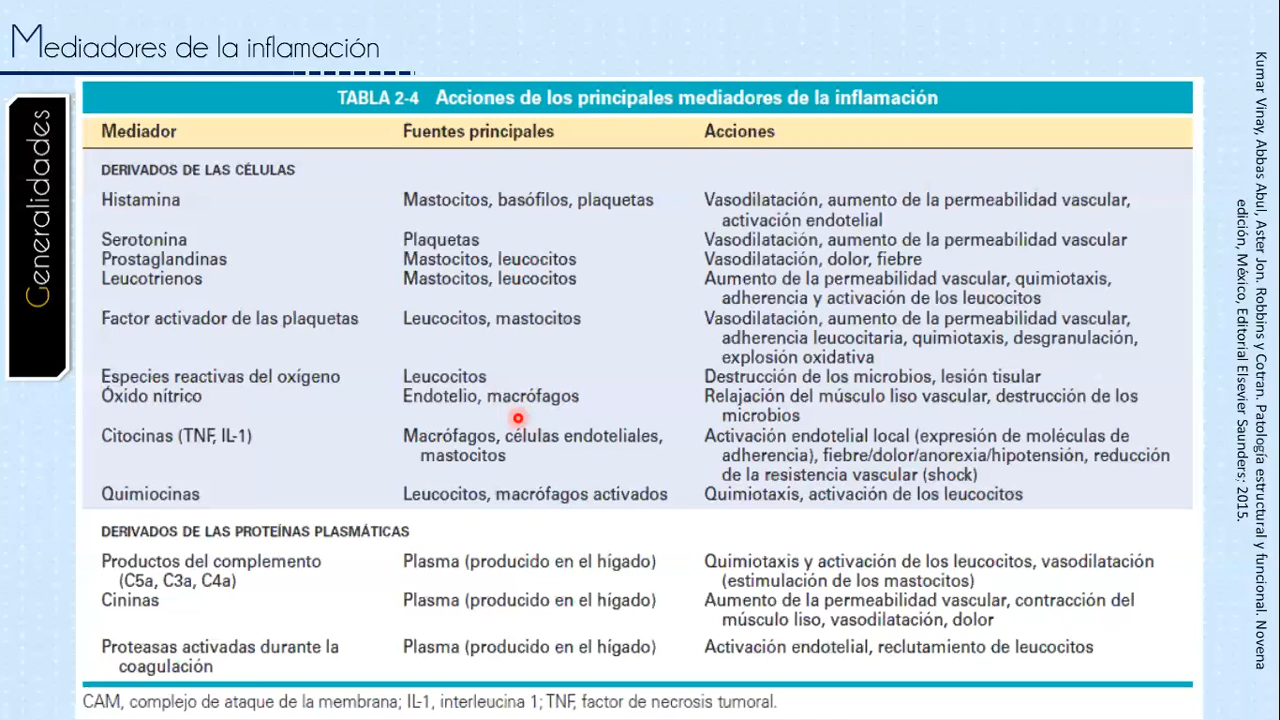 Mediadores de la inflamación
Generalidades
TABLA 2-4 Acciones de los principales mediadores de la inflamación
Mediador Fuentes principales Acciones
DERIVADOS DE LAS CÉLULAS
Histamina Mastocitos, basófilos, plaquetas Vasodilatación, aumento de la permeabilidad vascular,
activación endotelial
Serotonina Plaquetas Vasodilatación, aumento de la permeabilidad vascular
Prostaglandinas Mastocitos, leucocitos Vasodilatación, dolor, fiebre
Leucotrienos Mastocitos, leucocitos Aumento de la permeabilidad vascular, quimiotaxis,
adherencia y activación de los leucocitos
Factor activador de las plaquetas Leucocitos, mastocitos Vasodilatación, aumento de la permeabilidad vascular,
adherencia leucocitaria, quimiotaxis, desgranulación,
explosión oxidativa
Especies reactivas del oxígeno Leucocitos Destrucción de los microbios, lesión tisular
Óxido nítrico Endotelio, macrófagos Relajación del músculo liso vascular, destrucción de los
microbios
Citocinas (TNF, IL-1) Macrófagos, células endoteliales, Activación endotelial local (expresión de moléculas de
mastocitos adherencia), fiebre/dolor/anorexia/hipotensión, reducción
de la resistencia vascular (shock)
Quimiocinas Leucocitos, macrófagos activados Quimiotaxis, activación de los leucocitos
DERIVADOS DE LAS PROTEÍNAS PLASMÁTICAS
Productos del complemento Plasma (producido en el hígado) Quimiotaxis y activación de los leucocitos, vasodilatación
(C5a, C3a, C4a) (estimulación de los mastocitos)
Cininas Plasma (producido en el hígado) Aumento de la permeabilidad vascular, contracción del
músculo liso, vasodilatación, dolor
Proteasas activadas durante la Plasma (producido en el hígado) Activación endotelial, reclutamiento de leucocitos
coagulación
CAM, complejo de ataque de la membrana; IL-1, interleucina 1; TNF, factor de necrosis tumoral.
Kumar Vinay, Abbas Abul, Aster Jon. Robbins y Cotran. Patología estructural y funcional. Novena
edición, México, Editorial Elsevier Saunders; 2015.